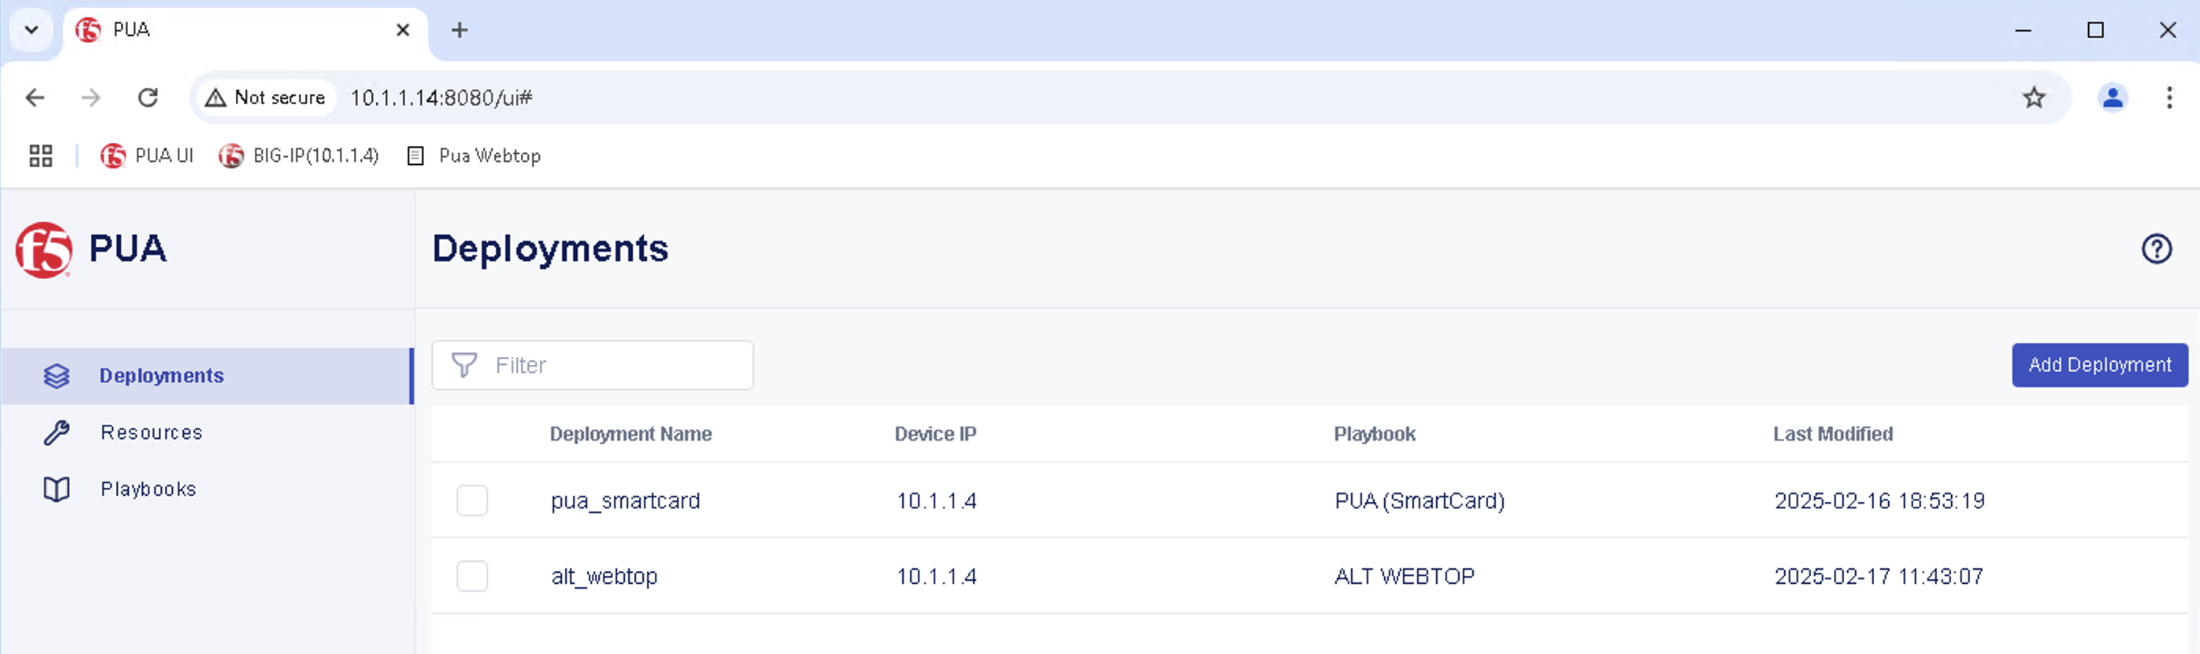 PUA
Not secure 10.1.1.14:8080/ui#
PUA UI BIG-IP(10.1.1.4) Pua Webtop
f5 PUA
Deployments
Deployments
Resources
Playbooks
Filter
Add Deployment
Deployment Name Device IP Playbook Last Modified
pua_smartcard 10.1.1.4 PUA (SmartCard) 2025-02-16 18:53:19
alt_webtop 10.1.1.4 ALT WEBTOP 2025-02-17 11:43:07